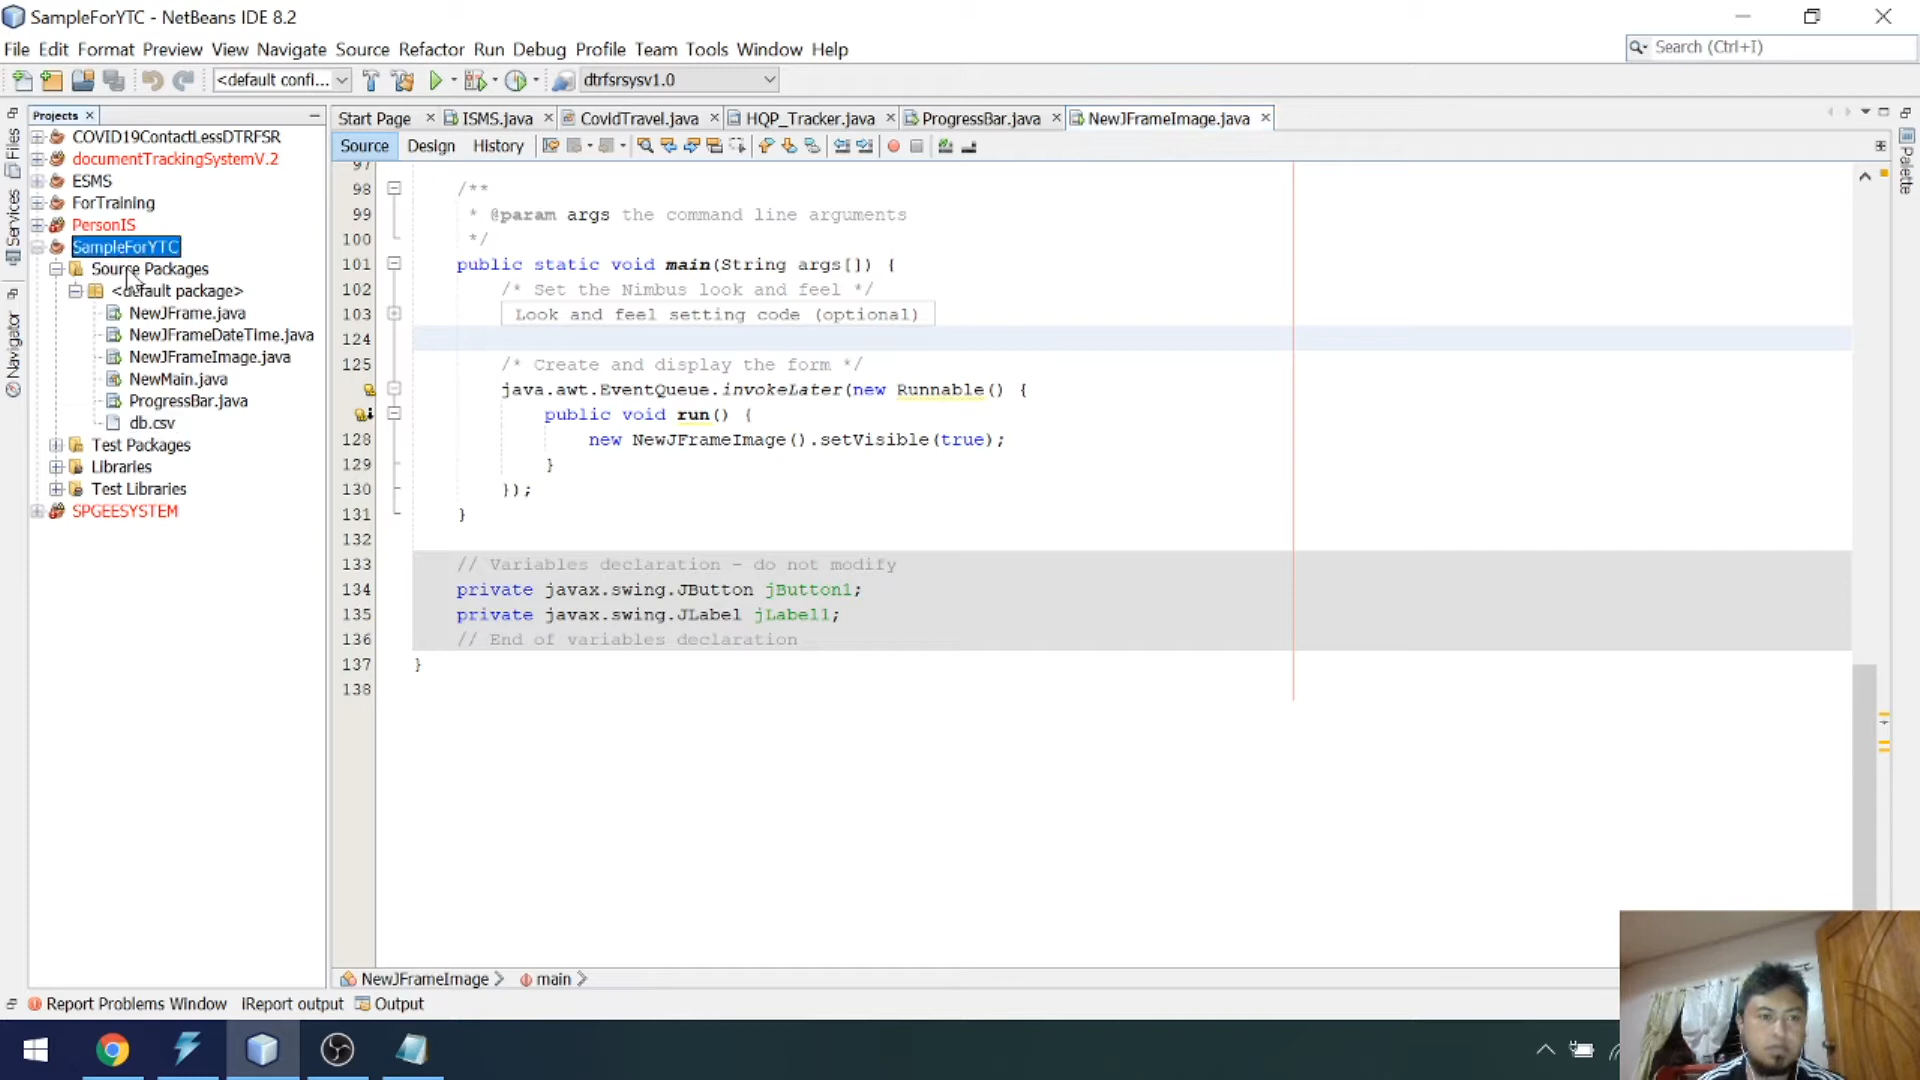 SampleForYTC - NetBeans IDE 8.2
File Edit Format Preview View Navigate Source Refactor Run Debug Profile Team Tools Window Help
Search (Ctrl+I)
<default confi...
dtrfsrsysv1.0
Projects
Start Page
ISMS.java
CovidTravel.java
HQP_Tracker.java
ProgressBar.java
NewJFrameImage.java
Source
Design
History
Files
Services
Navigator
Palette
COVID19ContactLessDTRFSR
documentTrackingSystemV.2
ESMS
ForTraining
PersonIS
SampleForYTC
Source Packages
<default package>
NewJFrame.java
NewJFrameDateTime.java
NewJFrameImage.java
NewMain.java
ProgressBar.java
db.csv
Test Packages
Libraries
Test Libraries
SPGEESYSTEM
97
98 /**
99 * @param args the command line arguments
100 */
101 public static void main(String args[]) {
102 /* Set the Nimbus look and feel */
103 Look and feel setting code (optional)
124
125 /* Create and display the form */
java.awt.EventQueue.invokeLater(new Runnable() {
public void run() {
128 new NewJFrameImage().setVisible(true);
129 }
130 });
131 }
132
133 // Variables declaration - do not modify
134 private javax.swing.JButton jButton1;
135 private javax.swing.JLabel jLabel1;
136 // End of variables declaration
137 }
138
NewJFrameImage
main
Report Problems Window
IReport output
Output